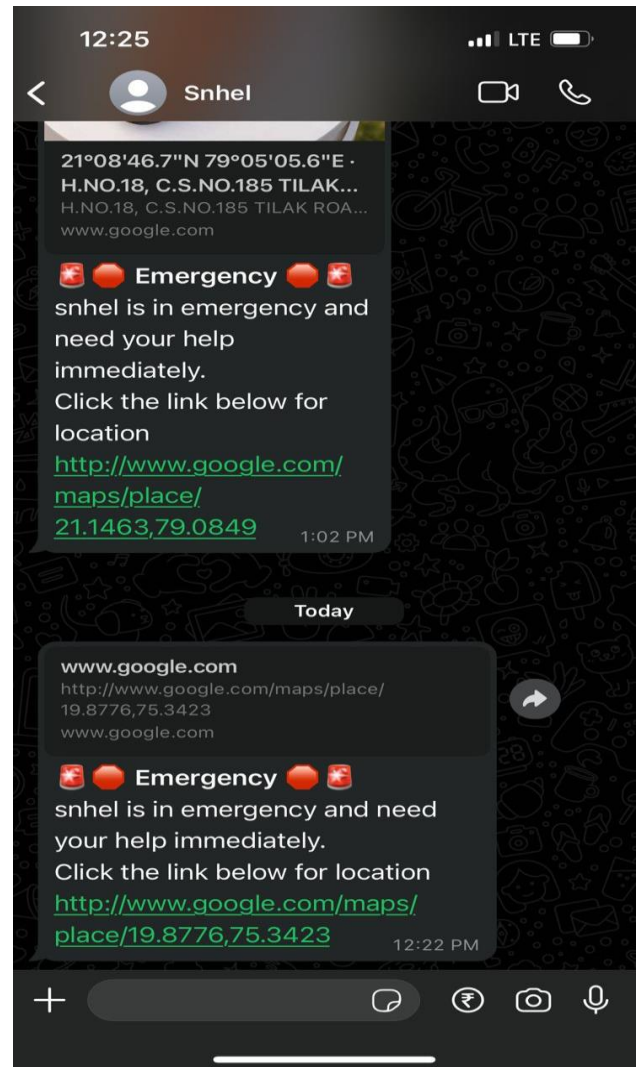 12:25
LTE
Snhel
21°08'46.7"N 79°05'05.6"E ·
H.NO.18, C.S.NO.185 TILAK...
H.NO.18, C.S.NO.185 TILAK ROA...
www.google.com
🚨 🛑 Emergency 🛑 🚨
snhel is in emergency and
need your help
immediately.
Click the link below for
location
http://www.google.com/
maps/place/
21.1463,79.0849
1:02 PM
Today
www.google.com
http://www.google.com/maps/place/
19.8776,75.3423
www.google.com
🚨 🛑 Emergency 🛑 🚨
snhel is in emergency and need
your help immediately.
Click the link below for location
http://www.google.com/maps/
place/19.8776,75.3423
12:22 PM
₹